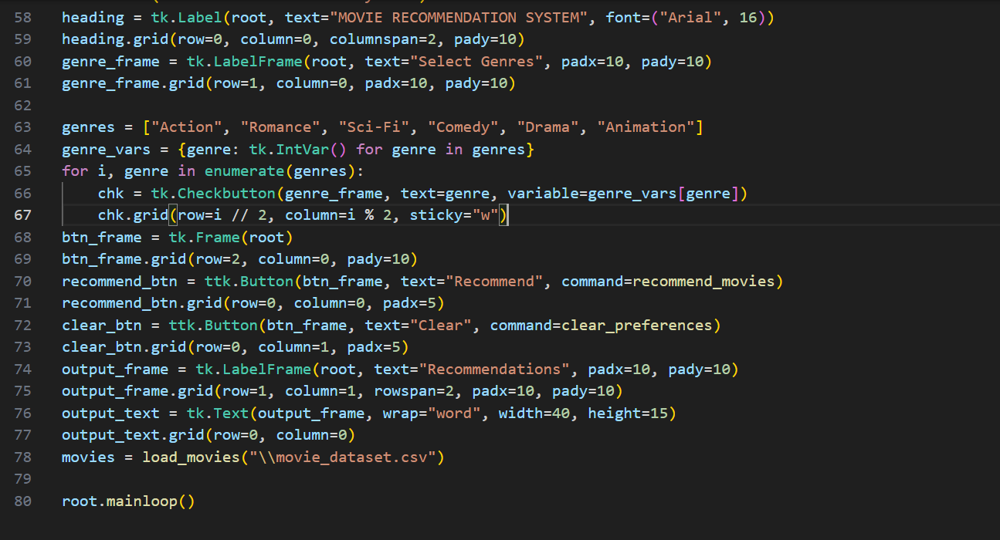 58 heading = tk.Label(root, text="MOVIE RECOMMENDATION SYSTEM", font=("Arial", 16))
59 heading.grid(row=0, column=0, columnspan=2, pady=10)
60 genre_frame = tk.LabelFrame(root, text="Select Genres", padx=10, pady=10)
61 genre_frame.grid(row=1, column=0, padx=10, pady=10)
62
63 genres = ["Action", "Romance", "Sci-Fi", "Comedy", "Drama", "Animation"]
64 genre_vars = {genre: tk.IntVar() for genre in genres}
65 for i, genre in enumerate(genres):
66     chk = tk.Checkbutton(genre_frame, text=genre, variable=genre_vars[genre])
67     chk.grid(row=i // 2, column=i % 2, sticky="w")
68 btn_frame = tk.Frame(root)
69 btn_frame.grid(row=2, column=0, pady=10)
70 recommend_btn = ttk.Button(btn_frame, text="Recommend", command=recommend_movies)
71 recommend_btn.grid(row=0, column=0, padx=5)
72 clear_btn = ttk.Button(btn_frame, text="Clear", command=clear_preferences)
73 clear_btn.grid(row=0, column=1, padx=5)
74 output_frame = tk.LabelFrame(root, text="Recommendations", padx=10, pady=10)
75 output_frame.grid(row=1, column=1, rowspan=2, padx=10, pady=10)
76 output_text = tk.Text(output_frame, wrap="word", width=40, height=15)
77 output_text.grid(row=0, column=0)
78 movies = load_movies("\\movie_dataset.csv")
79
80 root.mainloop()